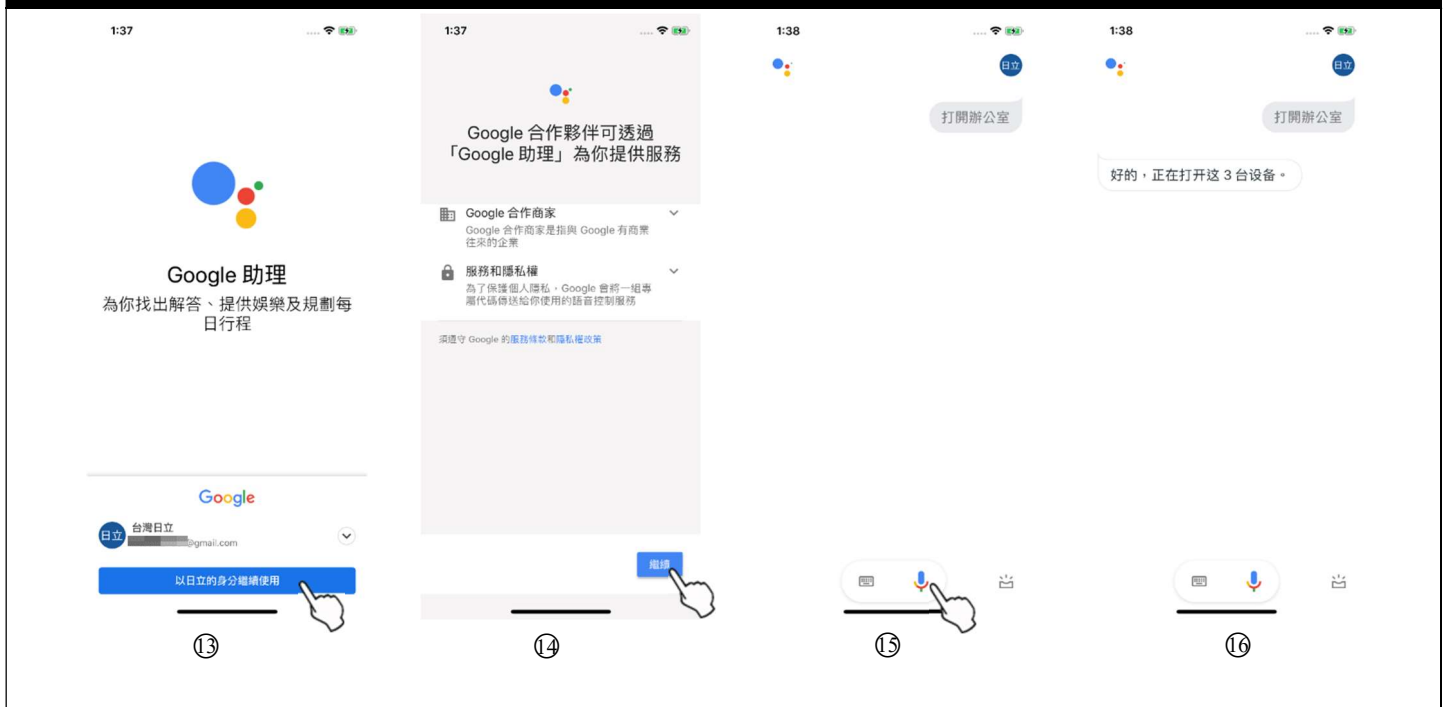 1:37
Google 助理
為你找出解答、提供娛樂及規劃每
日行程
Google
日立
台灣日立
@gmail.com
以日立的身分繼續使用
⑬
1:37
Google 合作夥伴可透過
「Google 助理」為你提供服務
Google 合作商家
Google 合作商家是指與 Google 有商業
往來的企業
服務和隱私權
為了保護個人隱私，Google 會將一組專
屬代碼傳送給你使用的語音控制服務
須遵守 Google 的服務條款和隱私權政策
繼續
⑭
1:38
日立
打開辦公室
⑮
1:38
日立
打開辦公室
好的，正在打开这 3 台设备。
⑯